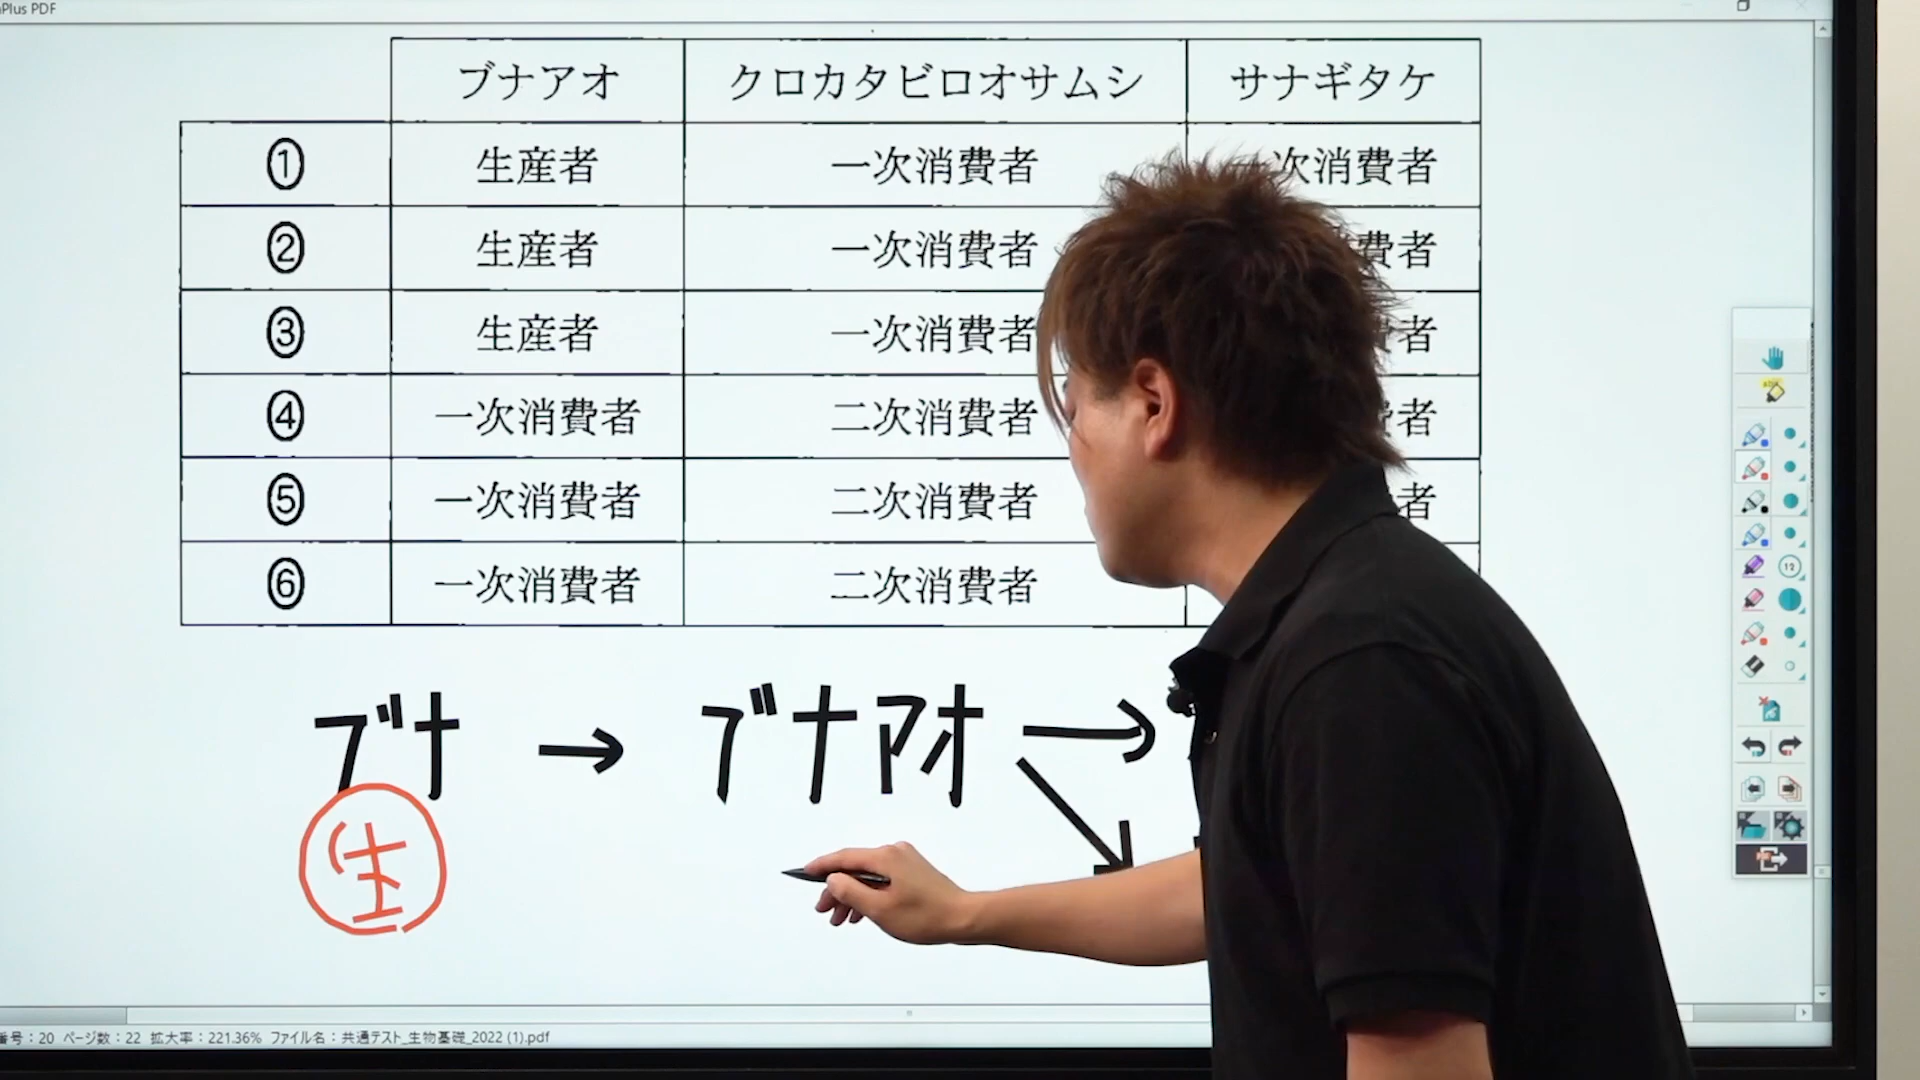 Plus PDF
ブナアオ クロカタビロオサムシ サナギタケ
① 生産者 一次消費者 次消費者
② 生産者 一次消費者 費者
③ 生産者 一次消費者 者
④ 一次消費者 二次消費者 者
⑤ 一次消費者 二次消費者 者
⑥ 一次消費者 二次消費者
ブナ → ブナアオ →
生
番号：20 ページ数：22 拡大率：221.36% ファイル名：共通テスト_生物基礎_2022 (1).pdf
12